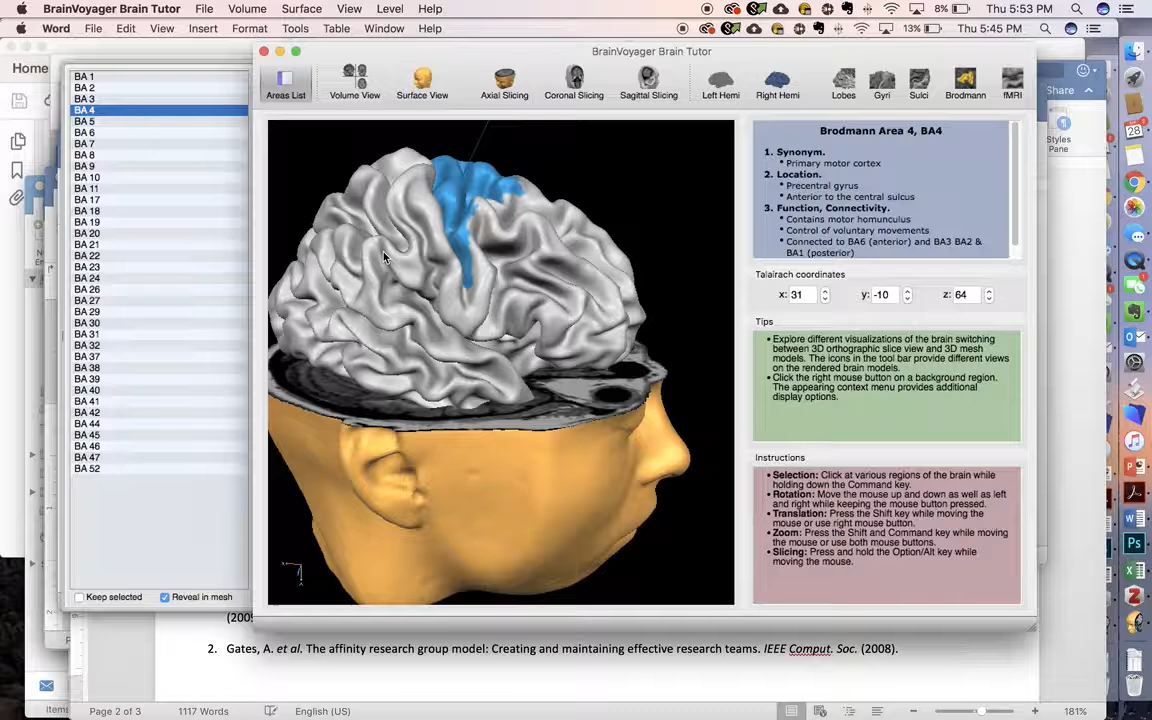 BrainVoyager Brain Tutor File Volume Surface View Level Help 8% Thu 5:53 PM
Word File Edit View Insert Format Tools Table Window Help 13% Thu 5:45 PM
BrainVoyager Brain Tutor
Home
Share
Areas List Volume View Surface View Axial Slicing Coronal Slicing Sagittal Slicing Left Hemi Right Hemi Lobes Gyri Sulci Brodmann fMRI
Styles
Pane
BA 1
BA 2
BA 3
BA 4
BA 5
BA 6
BA 7
BA 8
BA 9
BA 10
BA 11
BA 17
BA 18
BA 19
BA 20
BA 21
BA 22
BA 23
BA 24
BA 26
BA 27
BA 29
BA 30
BA 31
BA 32
BA 37
BA 38
BA 39
BA 40
BA 41
BA 42
BA 44
BA 45
BA 46
BA 47
BA 52
Keep selected Reveal in mesh
Brodmann Area 4, BA4
1. Synonym.
• Primary motor cortex
2. Location.
• Precentral gyrus
• Anterior to the central sulcus
3. Function, Connectivity.
• Contains motor homunculus
• Control of voluntary movements
• Connected to BA6 (anterior) and BA3 BA2 &
BA1 (posterior)
Talairach coordinates
x: 31 y: -10 z: 64
Tips
• Explore different visualizations of the brain switching
between 3D orthographic slice view and 3D mesh
models. The icons in the tool bar provide different views
on the rendered brain models.
• Click the right mouse button on a background region.
The appearing context menu provides additional
display options.
Instructions
• Selection: Click at various regions of the brain while
holding down the Command key.
• Rotation: Move the mouse up and down as well as left
and right while keeping the mouse button pressed.
• Translation: Press the Shift key while moving the
mouse or use right mouse button.
• Zoom: Press the Shift and Command key while moving
the mouse or use both mouse buttons.
• Slicing: Press and hold the Option/Alt key while
moving the mouse.
2. Gates, A. et al. The affinity research group model: Creating and maintaining effective research teams. IEEE Comput. Soc. (2008).
Items
Page 2 of 3 1117 Words English (US) 181%